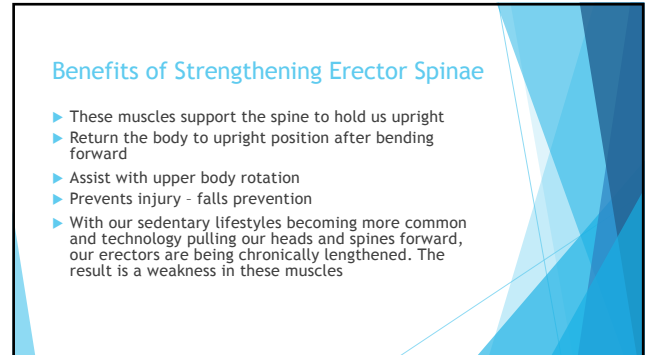 Benefits of Strengthening Erector Spinae
These muscles support the spine to hold us upright
Return the body to upright position after bending
forward
Assist with upper body rotation
Prevents injury – falls prevention
With our sedentary lifestyles becoming more common
and technology pulling our heads and spines forward,
our erectors are being chronically lengthened. The
result is a weakness in these muscles